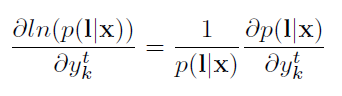 ∂ln(p(l|x)) / ∂y_k^t = 1 / p(l|x) ∂p(l|x) / ∂y_k^t